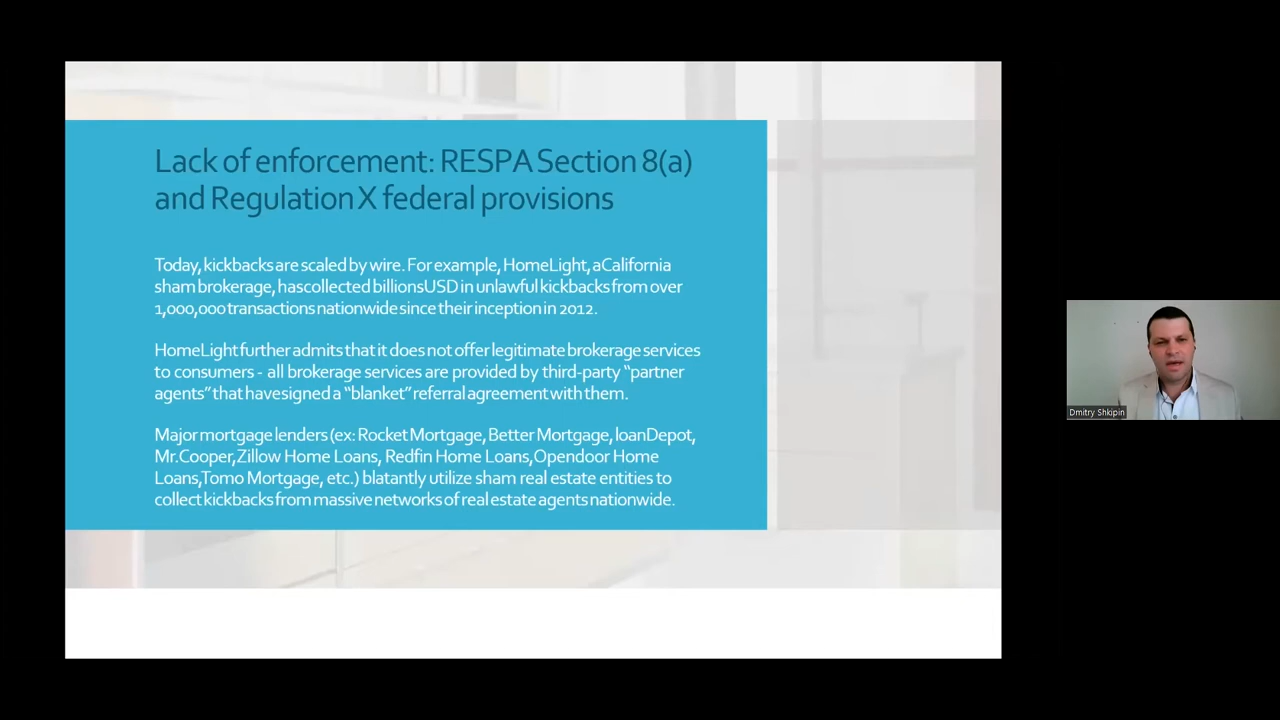 Lack of enforcement: RESPA Section 8(a)
and Regulation X federal provisions
Today, kickbacks are scaled by wire. For example, HomeLight, a California
sham brokerage, has collected billions USD in unlawful kickbacks from over
1,000,000 transactions nationwide since their inception in 2012.
HomeLight further admits that it does not offer legitimate brokerage services
to consumers - all brokerage services are provided by third-party “partner
agents” that have signed a “blanket” referral agreement with them.
Major mortgage lenders (ex: Rocket Mortgage, Better Mortgage, loanDepot,
Mr.Cooper, Zillow Home Loans, Redfin Home Loans, Opendoor Home
Loans, Tomo Mortgage, etc.) blatantly utilize sham real estate entities to
collect kickbacks from massive networks of real estate agents nationwide.
Dmitry Shkipin